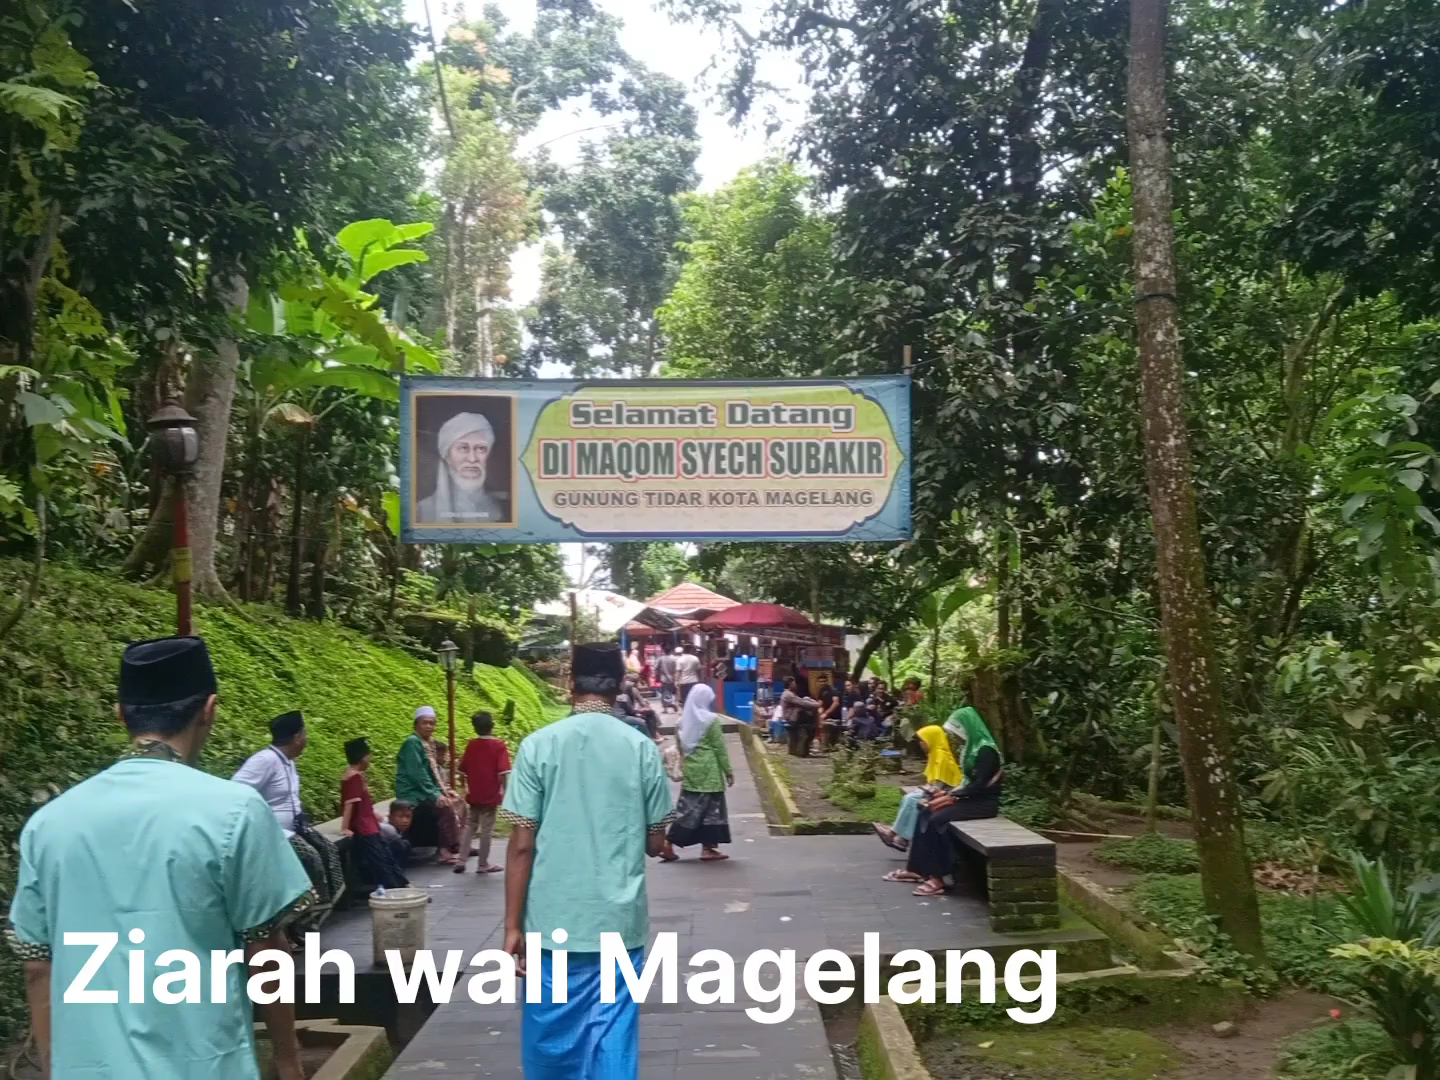 Selamat Datang
DI MAQOM SYECH SUBAKIR
GUNUNG TIDAR KOTA MAGELANG
Ziarah wali Magelang